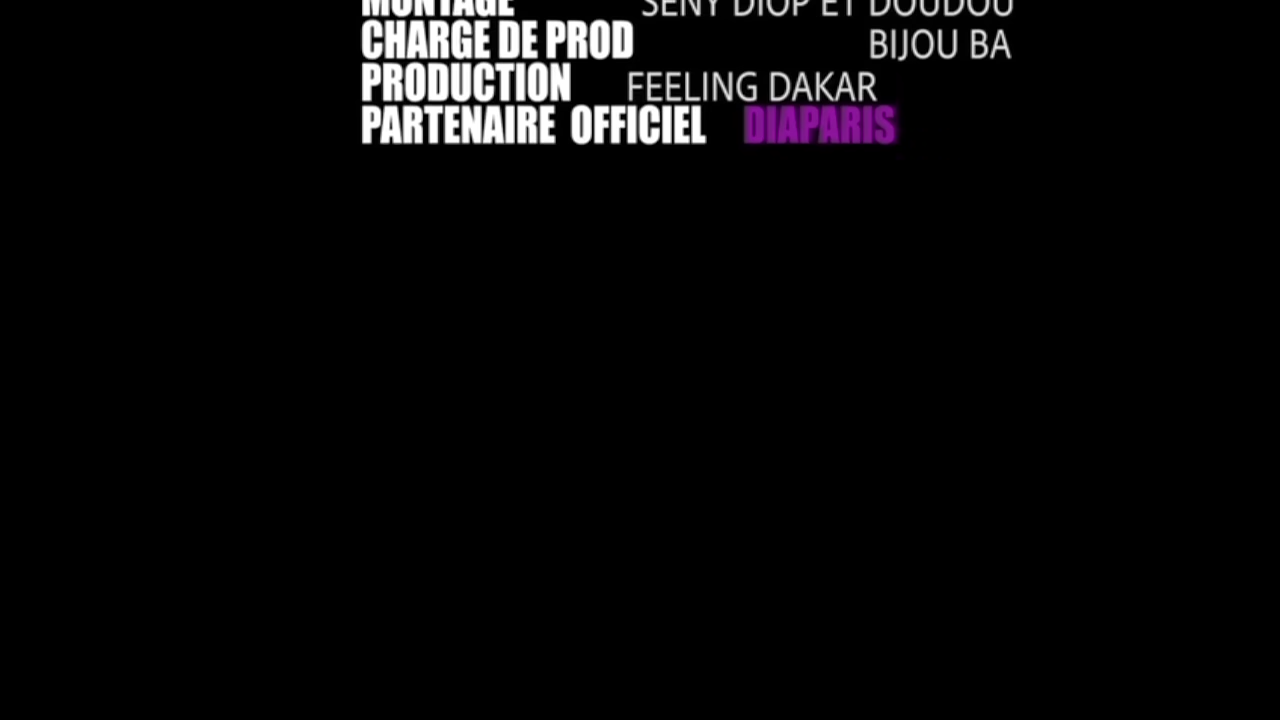 MONTAGE SENY DIOP ET DOUDOU
CHARGE DE PROD BIJOU BA
PRODUCTION FEELING DAKAR
PARTENAIRE OFFICIEL DIAPARIS